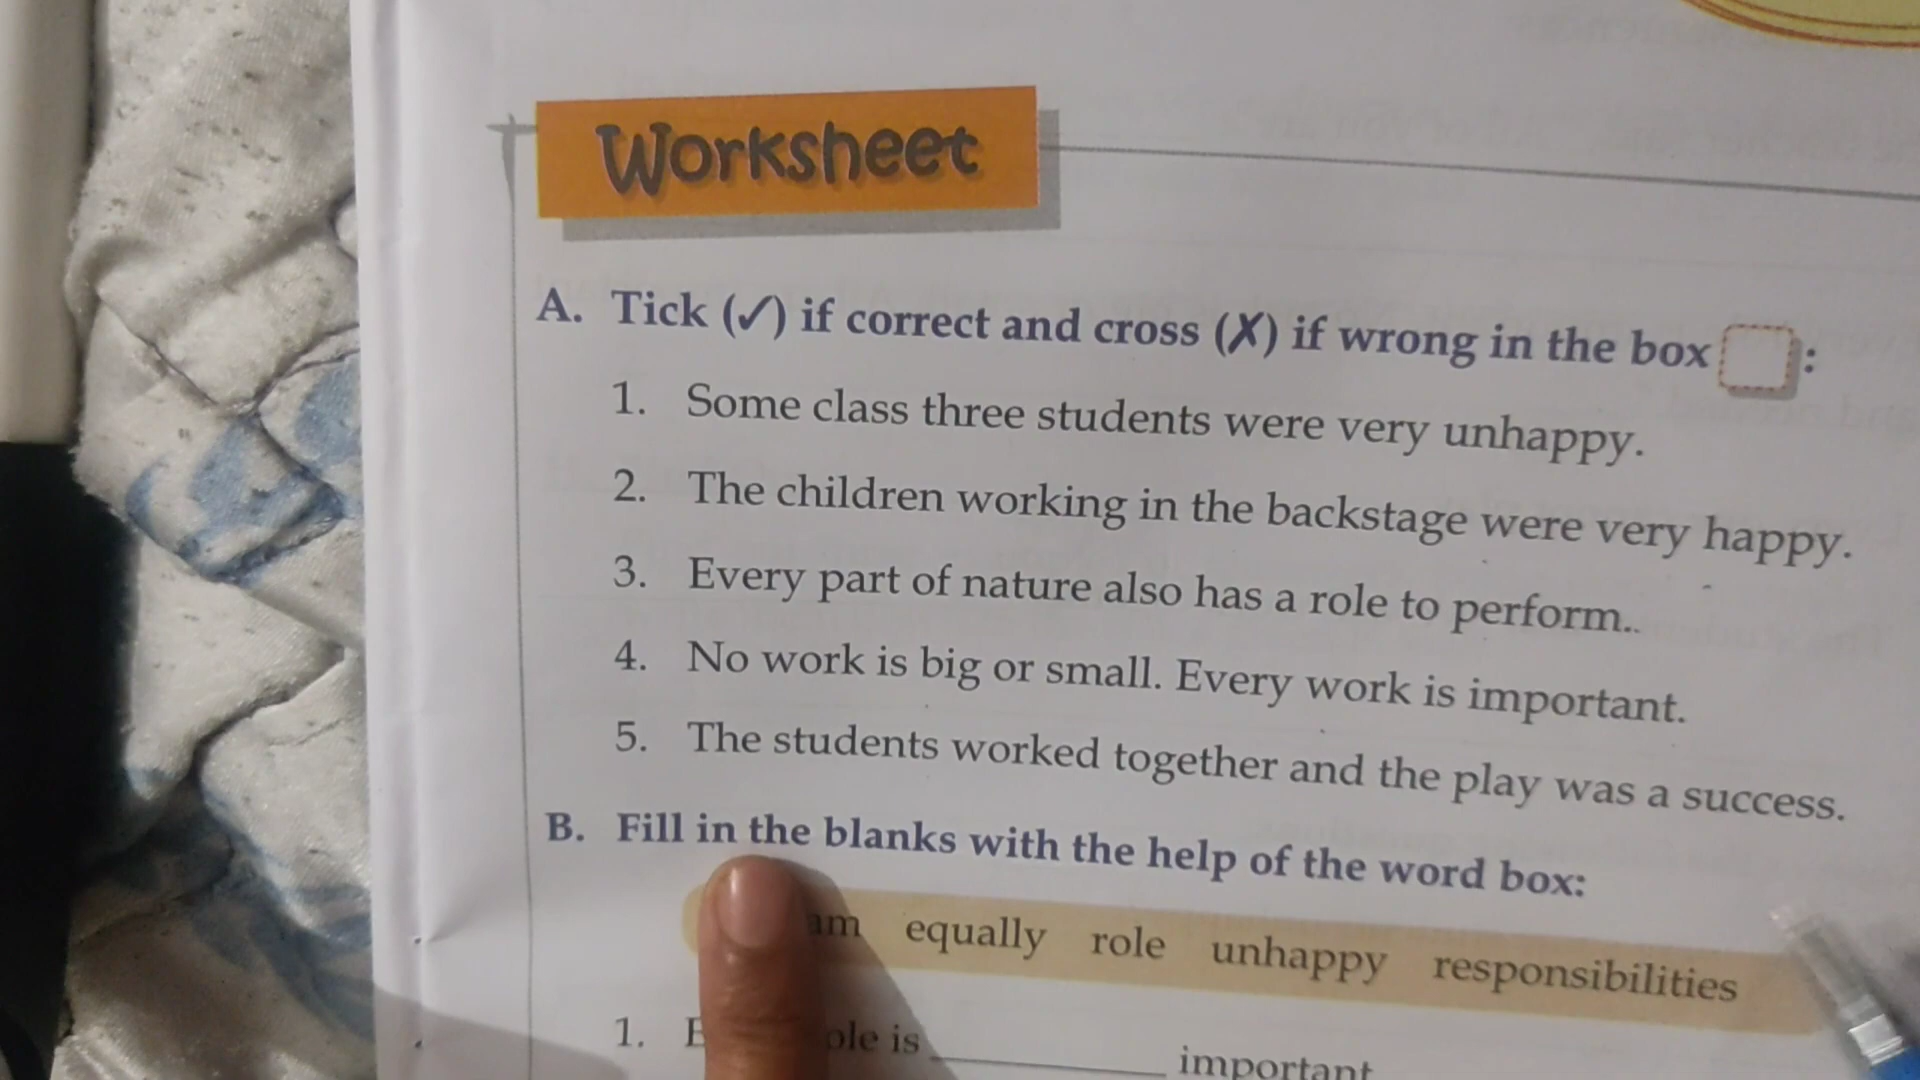 Worksheet
A. Tick (✓) if correct and cross (✗) if wrong in the box :
1. Some class three students were very unhappy.
2. The children working in the backstage were very happy.
3. Every part of nature also has a role to perform..
4. No work is big or small. Every work is important.
5. The students worked together and the play was a success.
B. Fill in the blanks with the help of the word box:
equally role unhappy responsibilities
1. is ________ important